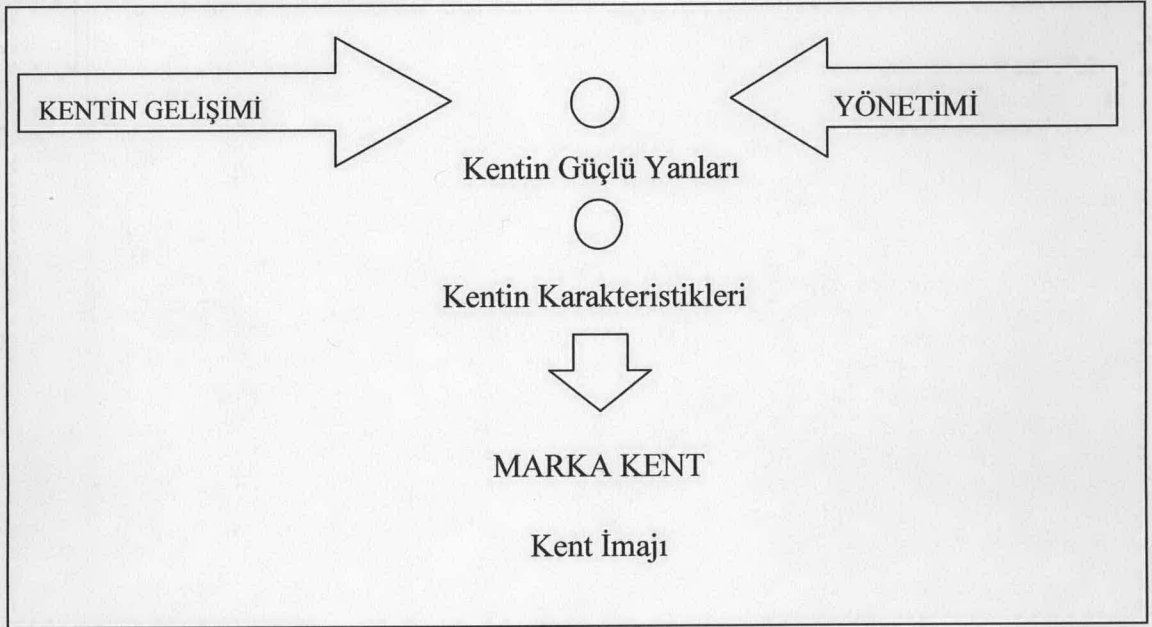 KENTİN GELİŞİMİ
YÖNETİMİ
Kentin Güçlü Yanları
Kentin Karakteristikleri
MARKA KENT
Kent İmajı